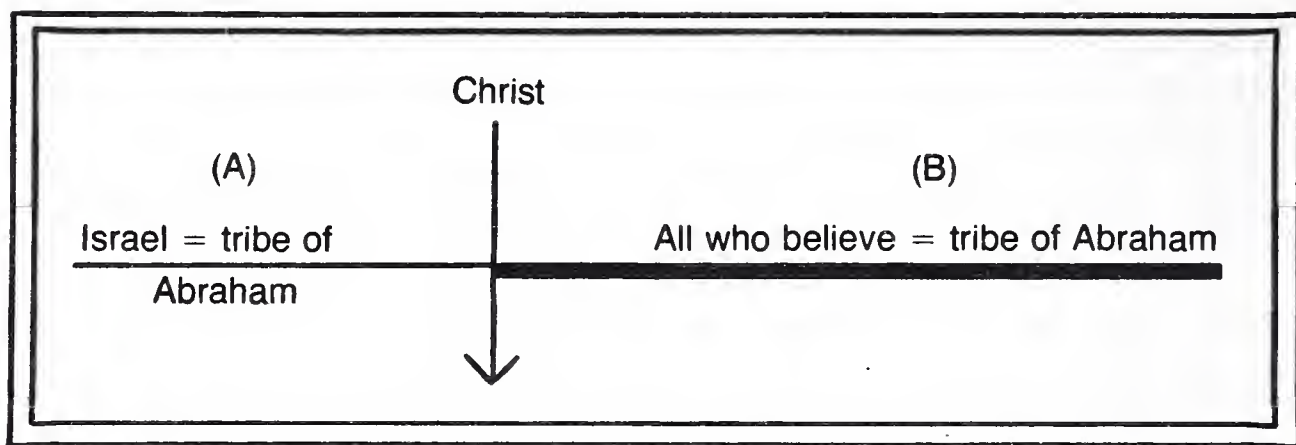 Christ
(A)
(B)
Israel = tribe of
Abraham
All who believe = tribe of Abraham